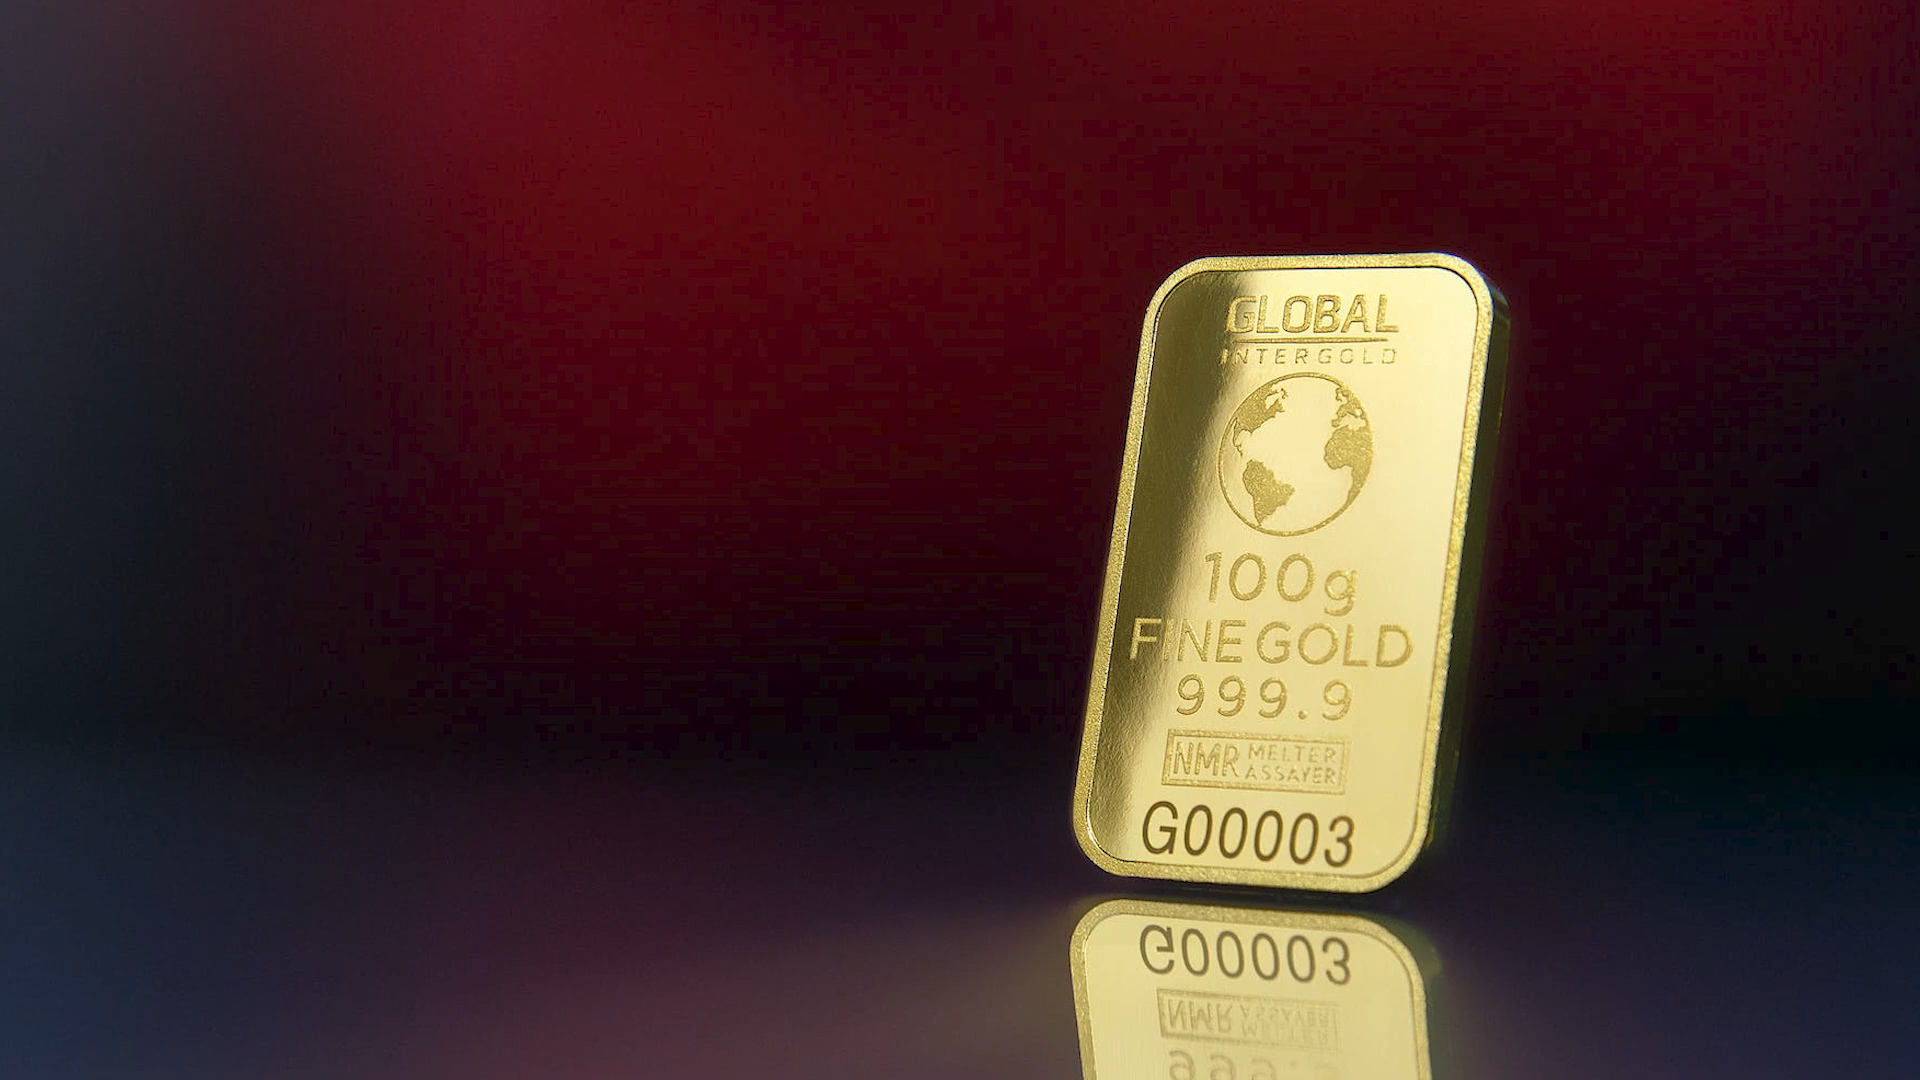 GLOBAL
INTERGOLD
100g
FINE GOLD
999.9
NMR MELTER
ASSAYER
G00003